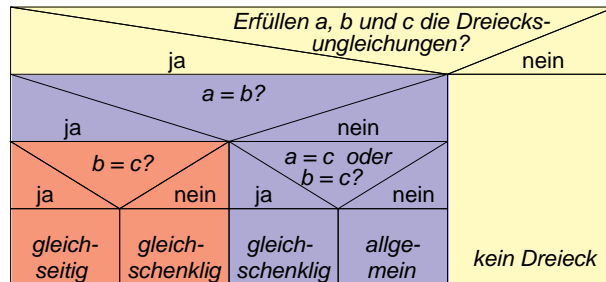 Erfüllen a, b und c die Dreiecks-
ungleichungen?
ja
nein
a = b?
ja
nein
b = c?
a = c oder
b = c?
ja
nein
ja
nein
gleich-
seitig
gleich-
schenklig
gleich-
schenklig
allge-
mein
kein Dreieck